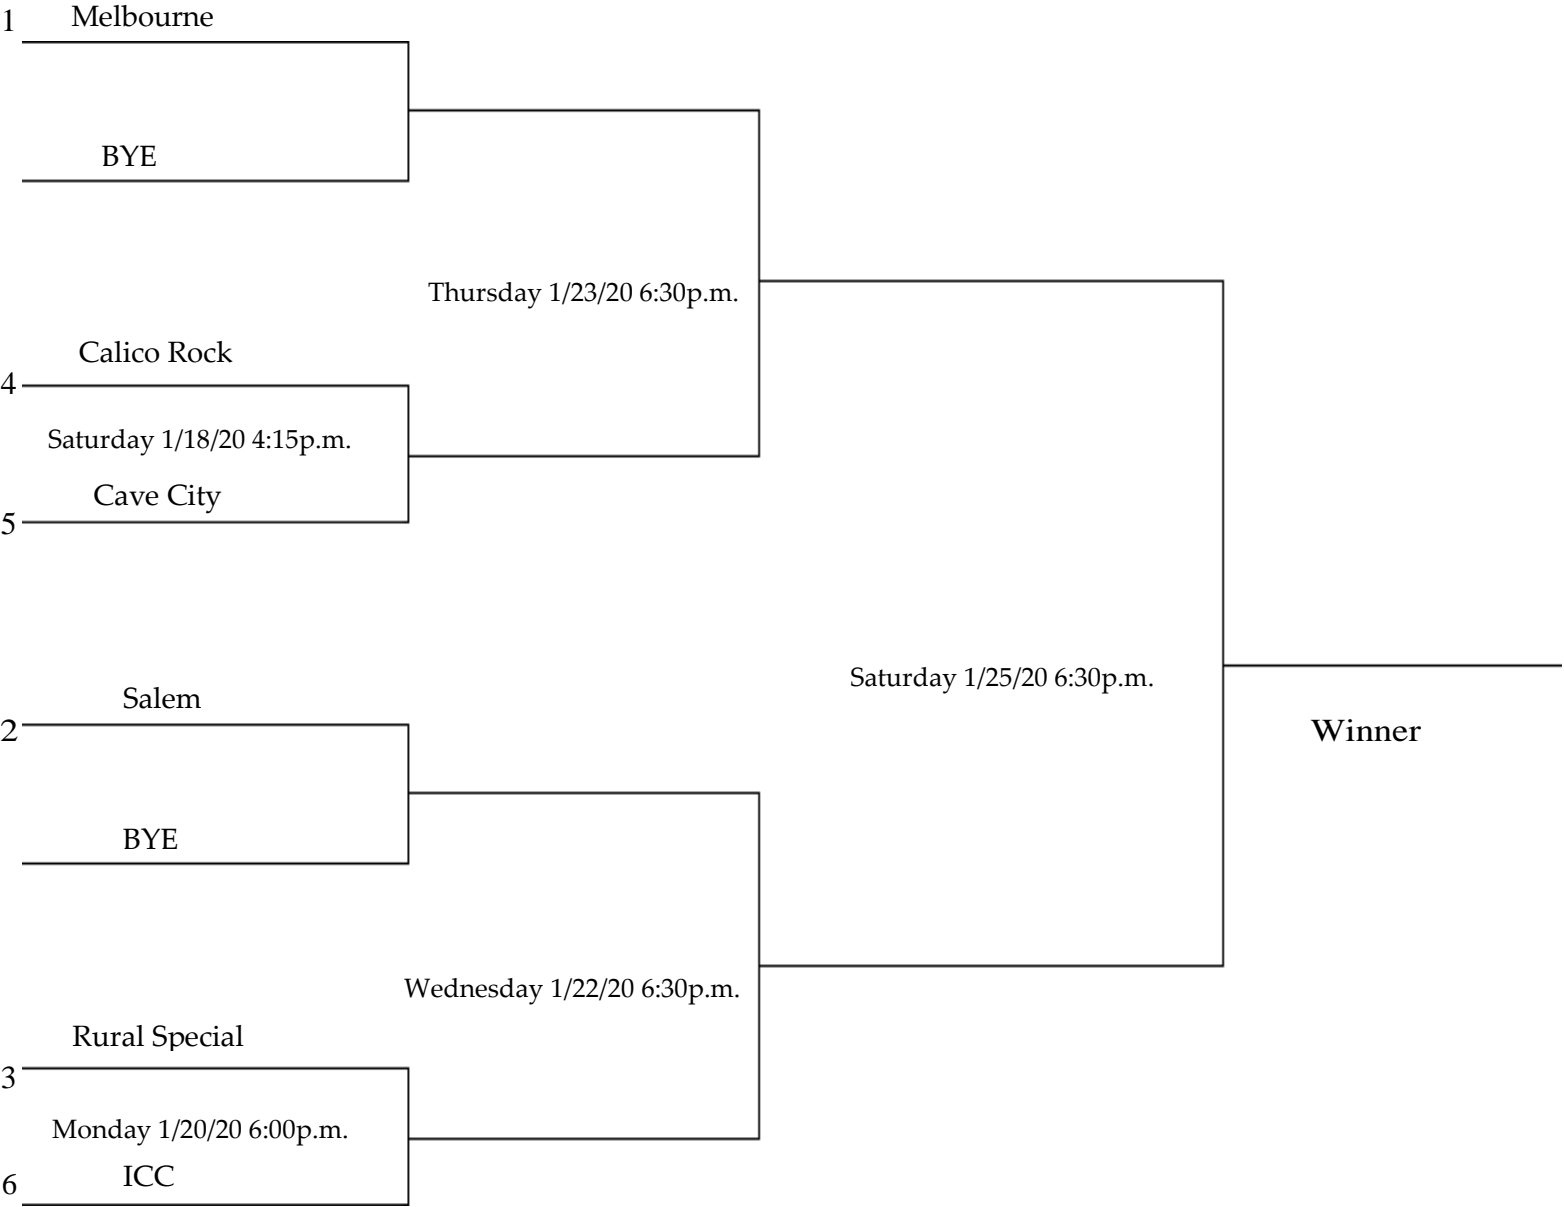 1 Melbourne
BYE
Thursday 1/23/20 6:30p.m.
Calico Rock
4
Saturday 1/18/20 4:15p.m.
Cave City
5
Saturday 1/25/20 6:30p.m.
Salem
2
Winner
BYE
Wednesday 1/22/20 6:30p.m.
Rural Special
3
Monday 1/20/20 6:00p.m.
ICC
6